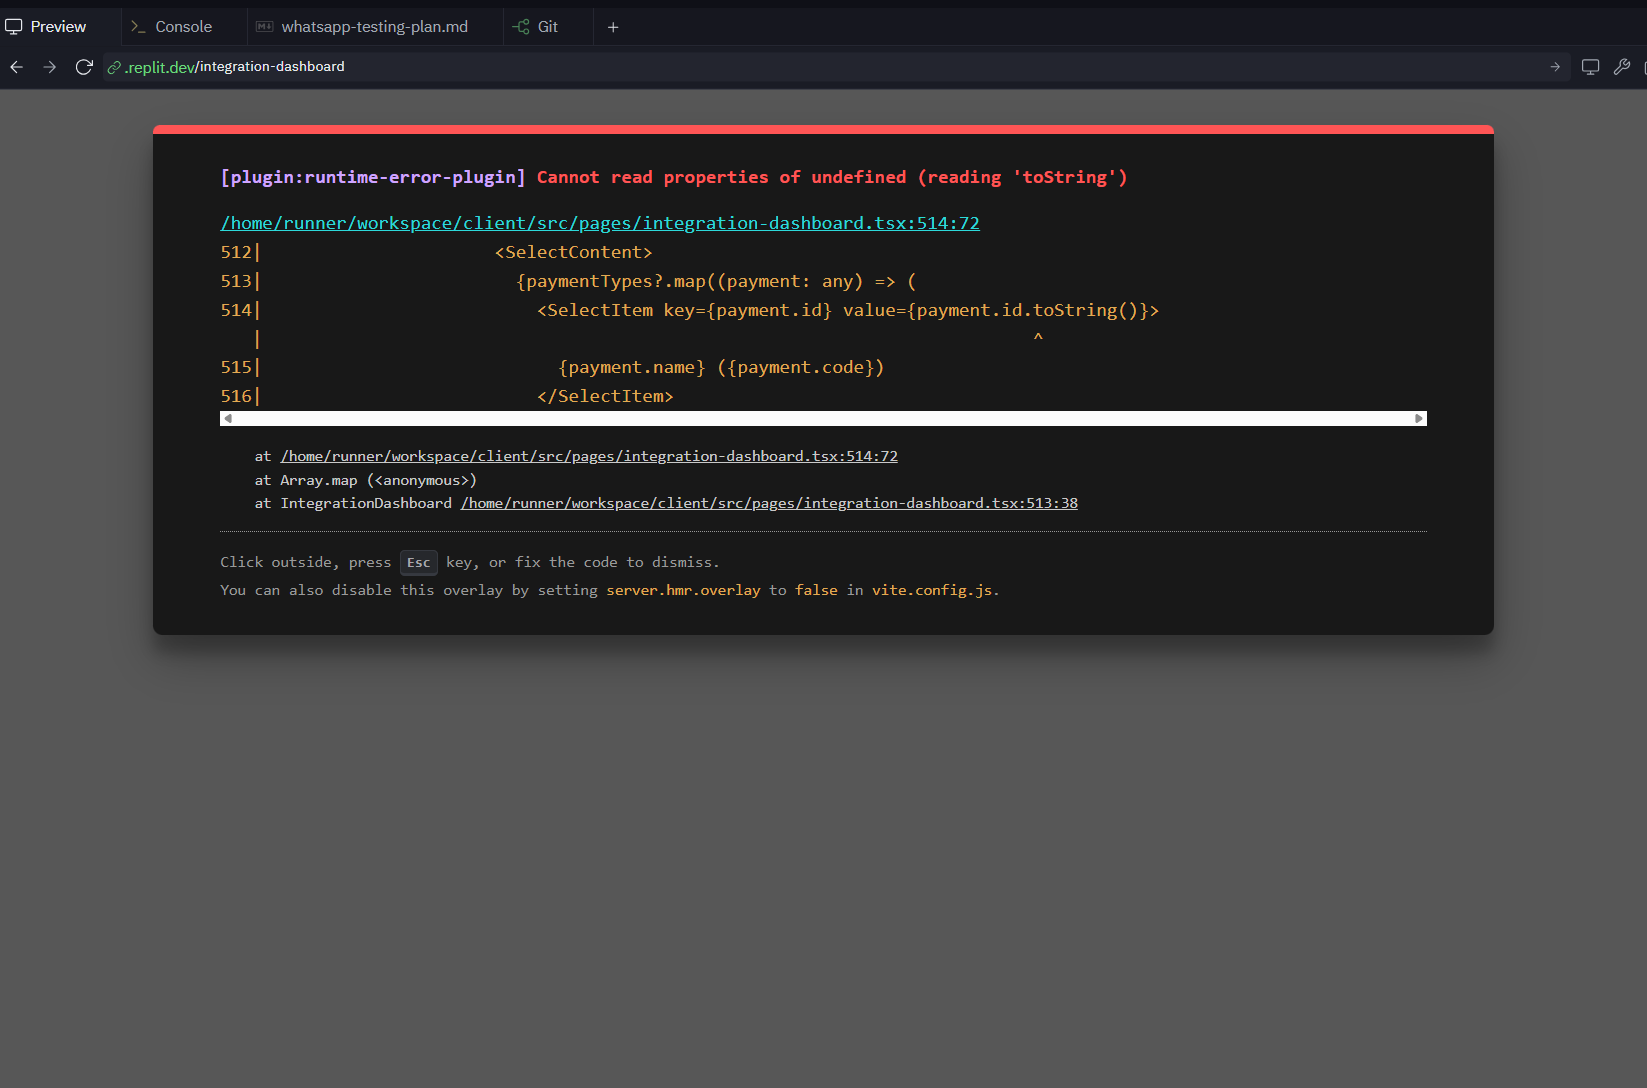 Preview
Console
whatsapp-testing-plan.md
Git
.replit.dev/integration-dashboard
[plugin:runtime-error-plugin] Cannot read properties of undefined (reading 'toString')
/home/runner/workspace/client/src/pages/integration-dashboard.tsx:514:72
512|                      <SelectContent>
513|                        {paymentTypes?.map((payment: any) => (
514|                          <SelectItem key={payment.id} value={payment.id.toString()}>
   |                                                                         ^
515|                            {payment.name} ({payment.code})
516|                          </SelectItem>
at /home/runner/workspace/client/src/pages/integration-dashboard.tsx:514:72
at Array.map (<anonymous>)
at IntegrationDashboard /home/runner/workspace/client/src/pages/integration-dashboard.tsx:513:38
Click outside, press Esc key, or fix the code to dismiss.
You can also disable this overlay by setting server.hmr.overlay to false in vite.config.js.